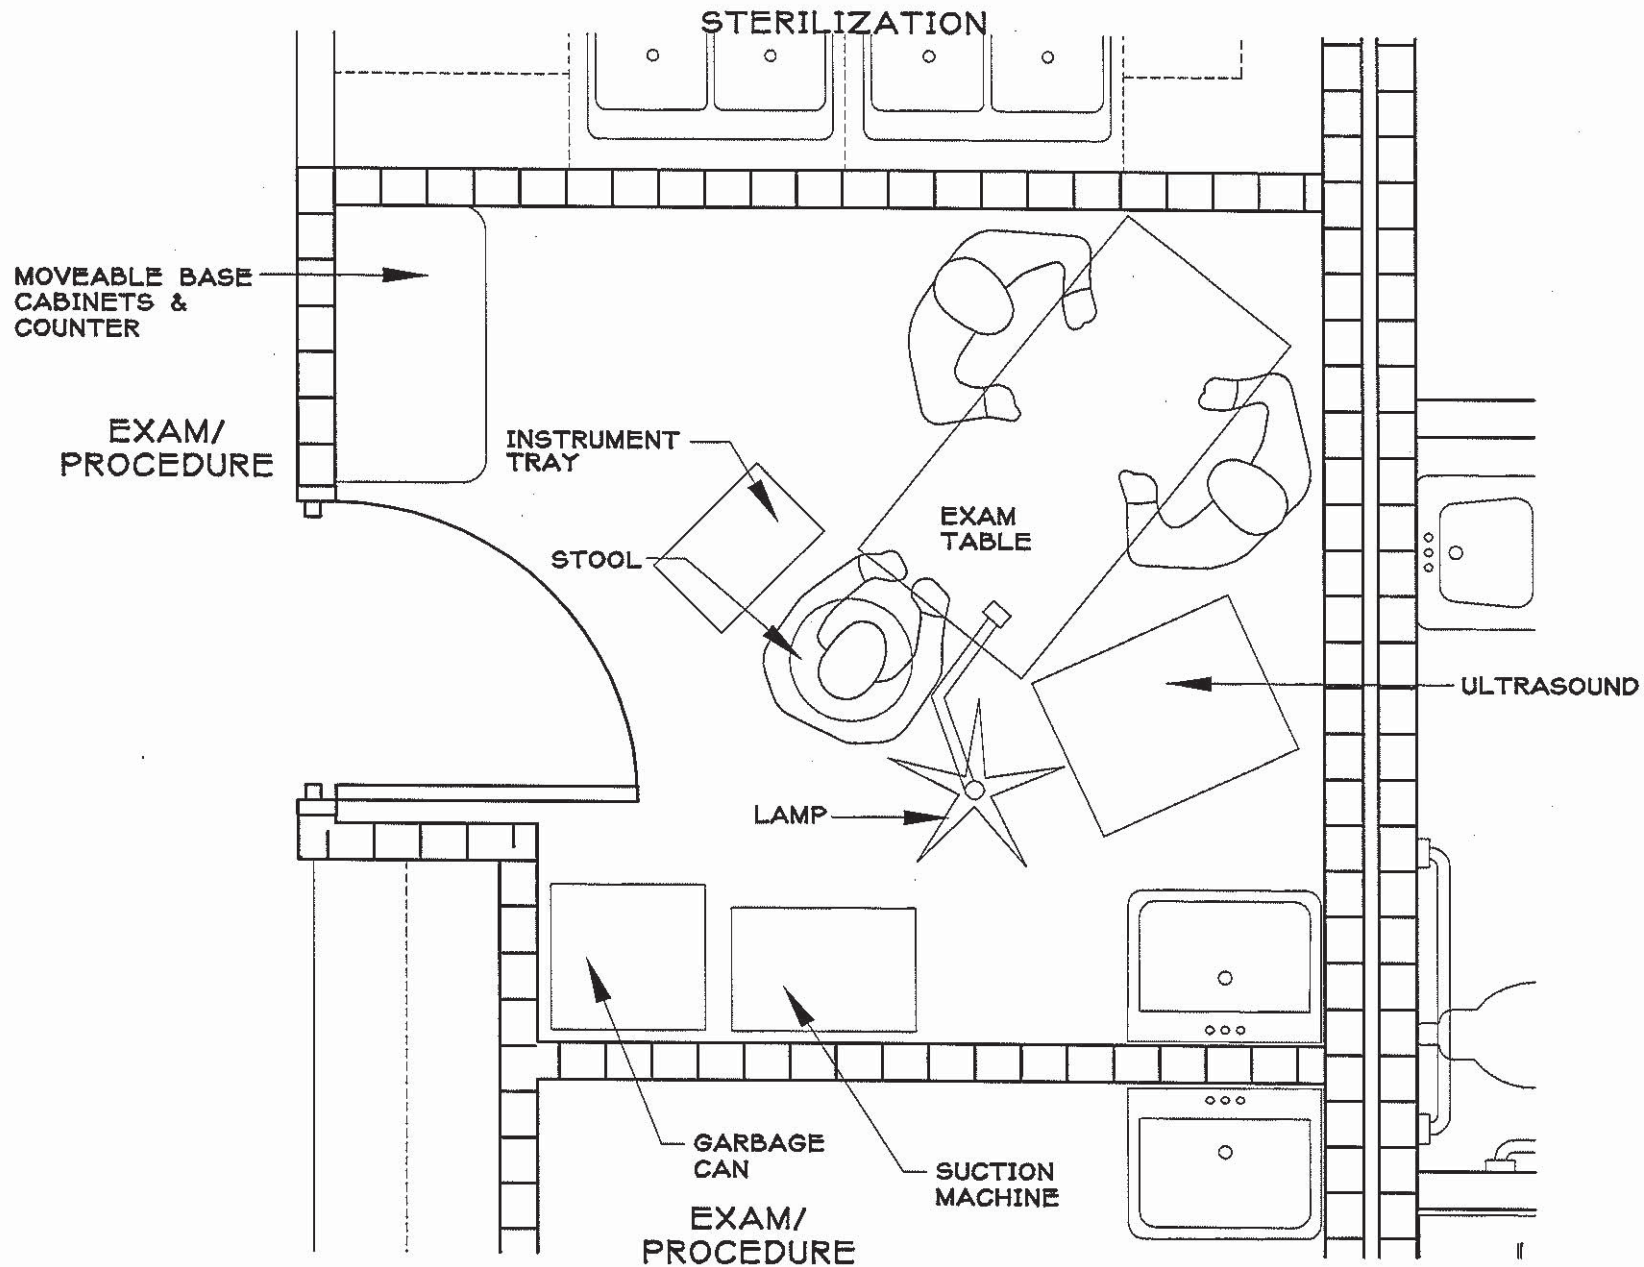 STERILIZATION
MOVEABLE BASE
CABINETS &
COUNTER
EXAM/
PROCEDURE
INSTRUMENT
TRAY
STOOL
EXAM
TABLE
ULTRASOUND
LAMP
GARBAGE
CAN
SUCTION
MACHINE
EXAM/
PROCEDURE